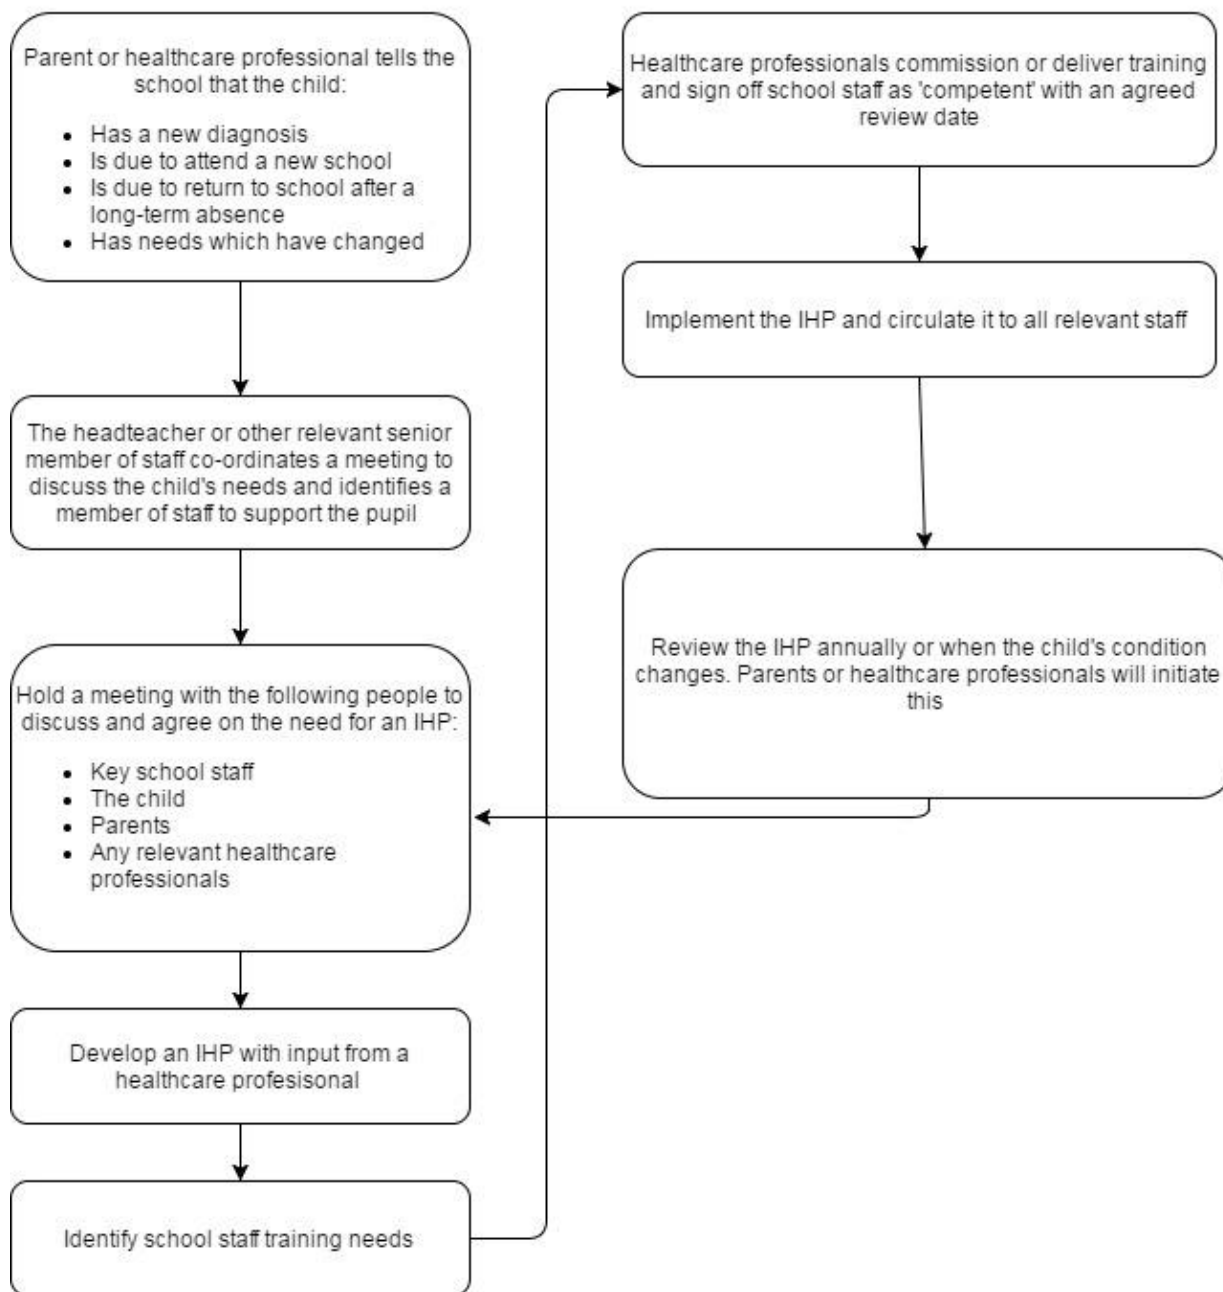 Parent or healthcare professional tells the
school that the child:
• Has a new diagnosis
• Is due to attend a new school
• Is due to return to school after a
long-term absence
• Has needs which have changed
The headteacher or other relevant senior
member of staff co-ordinates a meeting to
discuss the child's needs and identifies a
member of staff to support the pupil
Hold a meeting with the following people to
discuss and agree on the need for an IHP:
• Key school staff
• The child
• Parents
• Any relevant healthcare
professionals
Develop an IHP with input from a
healthcare profesisonal
Identify school staff training needs
Healthcare professionals commission or deliver training
and sign off school staff as 'competent' with an agreed
review date
Implement the IHP and circulate it to all relevant staff
Review the IHP annually or when the child's condition
changes. Parents or healthcare professionals will initiate
this